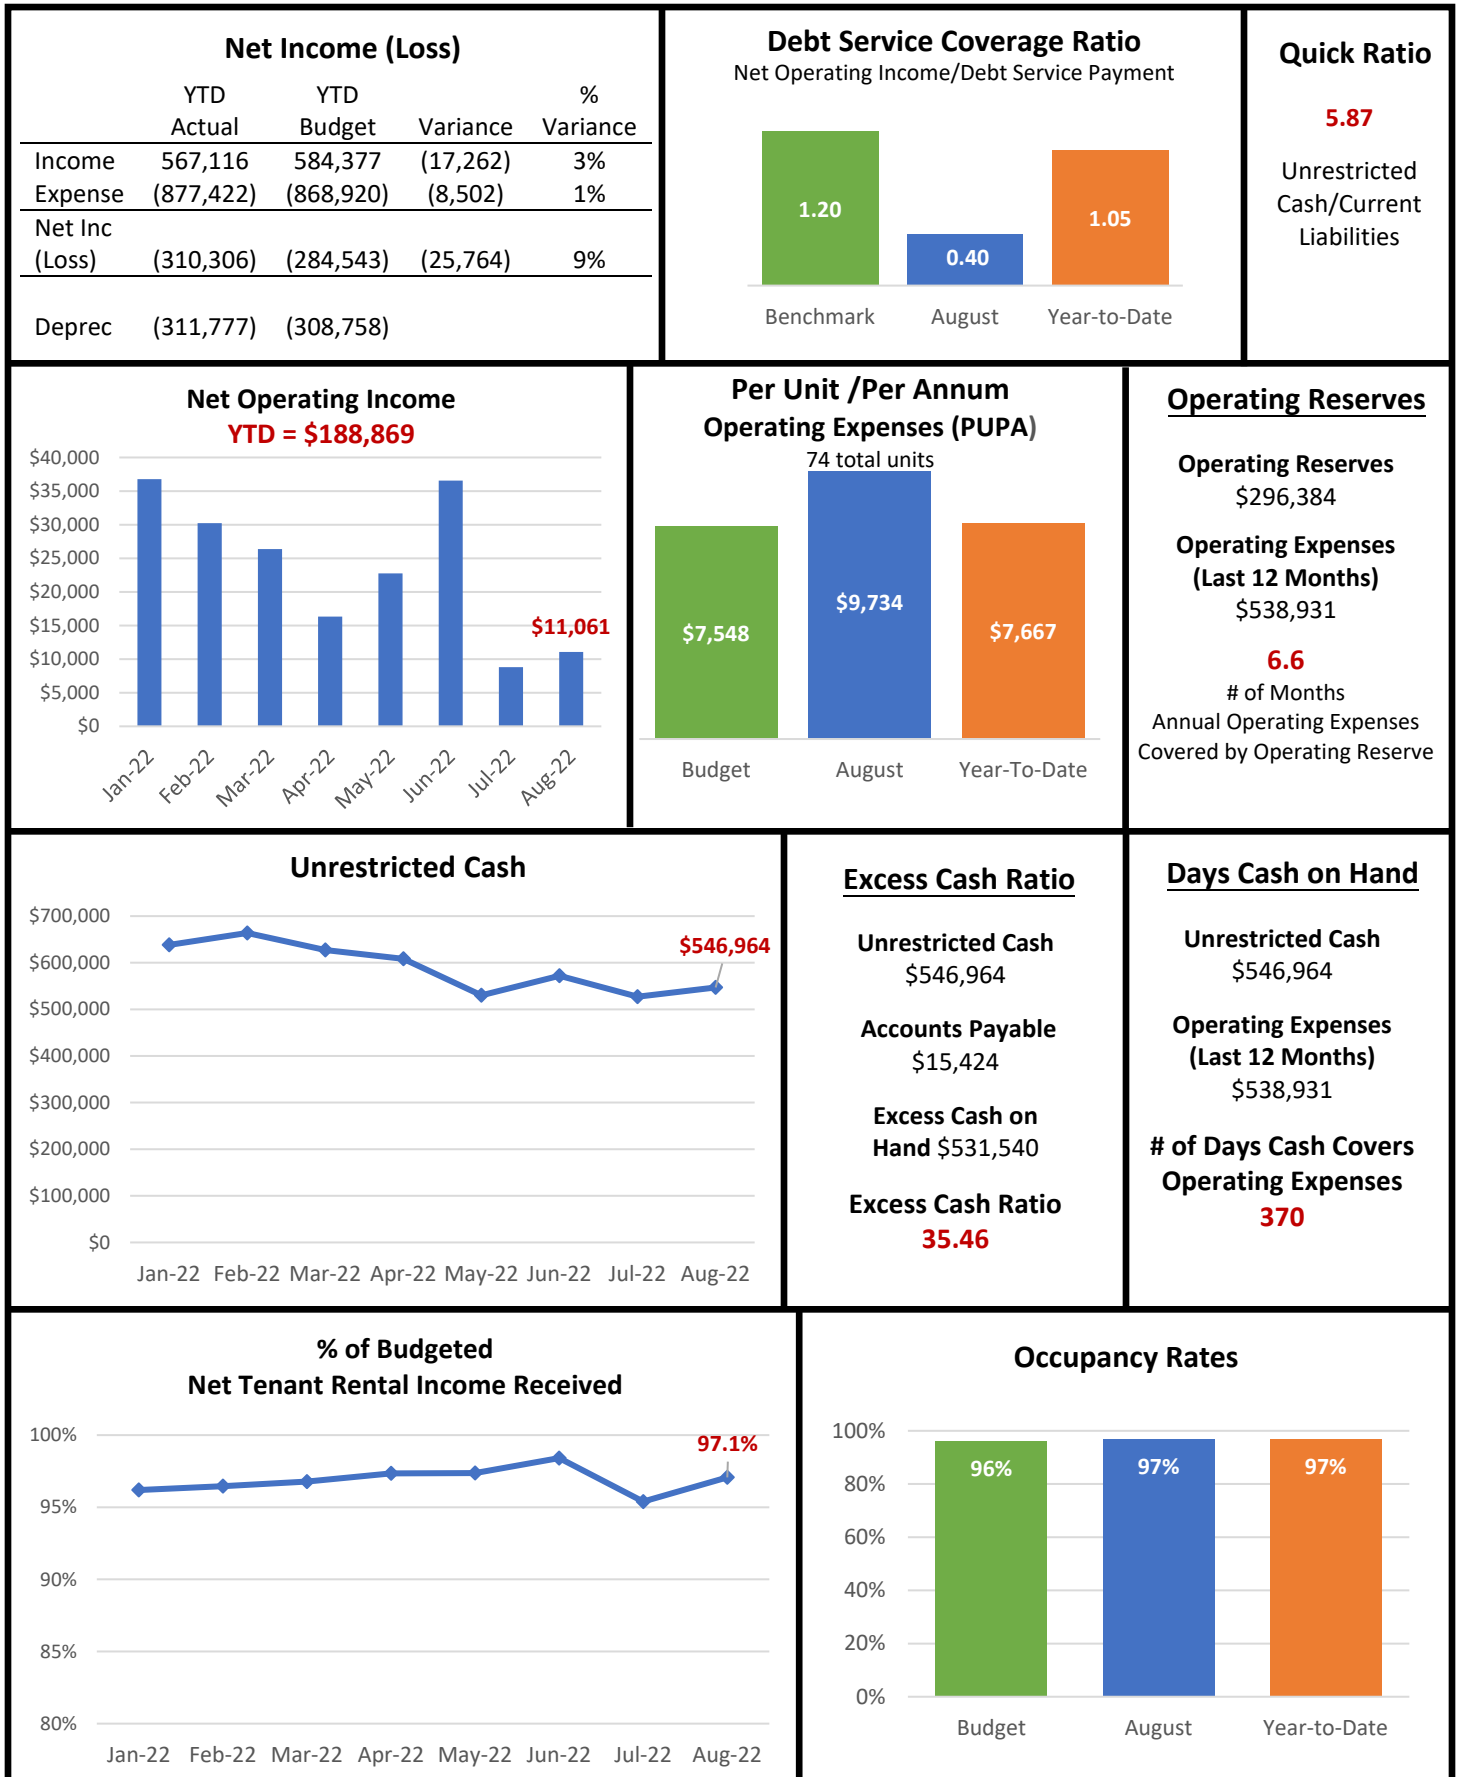 Net Income (Loss)
YTD YTD %
Actual Budget Variance Variance
Income 567,116 584,377 (17,262) 3%
Expense (877,422) (868,920) (8,502) 1%
Net Inc
(Loss) (310,306) (284,543) (25,764) 9%
Deprec (311,777) (308,758)
Debt Service Coverage Ratio
Net Operating Income/Debt Service Payment
1.20
0.40
1.05
Benchmark August Year-to-Date
Quick Ratio
5.87
Unrestricted
Cash/Current
Liabilities
Net Operating Income
YTD = $188,869
$40,000
$35,000
$30,000
$25,000
$20,000
$15,000
$10,000
$5,000
$0
$11,061
Jan-22 Feb-22 Mar-22 Apr-22 May-22 Jun-22 Jul-22 Aug-22
Per Unit /Per Annum
Operating Expenses (PUPA)
74 total units
$7,548
$9,734
$7,667
Budget August Year-To-Date
Operating Reserves
Operating Reserves
$296,384
Operating Expenses
(Last 12 Months)
$538,931
6.6
# of Months
Annual Operating Expenses
Covered by Operating Reserve
Unrestricted Cash
$700,000
$600,000
$500,000
$400,000
$300,000
$200,000
$100,000
$0
$546,964
Jan-22 Feb-22 Mar-22 Apr-22 May-22 Jun-22 Jul-22 Aug-22
Excess Cash Ratio
Unrestricted Cash
$546,964
Accounts Payable
$15,424
Excess Cash on
Hand $531,540
Excess Cash Ratio
35.46
Days Cash on Hand
Unrestricted Cash
$546,964
Operating Expenses
(Last 12 Months)
$538,931
# of Days Cash Covers
Operating Expenses
370
% of Budgeted
Net Tenant Rental Income Received
100%
95%
90%
85%
80%
97.1%
Jan-22 Feb-22 Mar-22 Apr-22 May-22 Jun-22 Jul-22 Aug-22
Occupancy Rates
100%
80%
60%
40%
20%
0%
96%
97%
97%
Budget August Year-to-Date